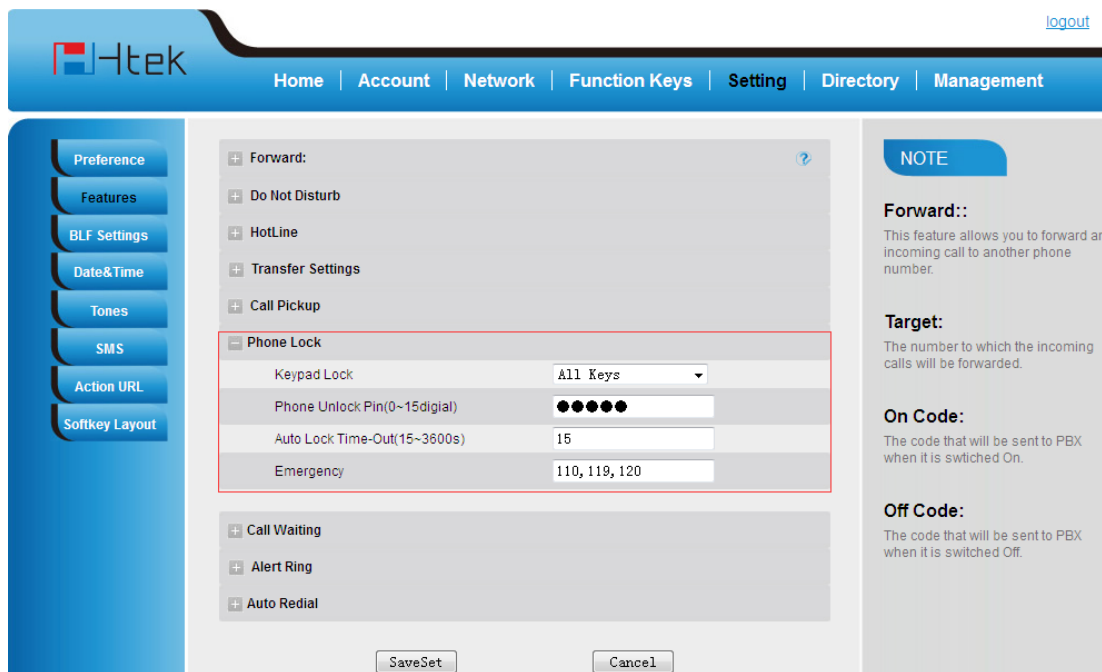 logout
Htek
Home | Account | Network | Function Keys | Setting | Directory | Management
Preference
Features
BLF Settings
Date&Time
Tones
SMS
Action URL
Softkey Layout
Forward:
Do Not Disturb
HotLine
Transfer Settings
Call Pickup
Phone Lock
Keypad Lock All Keys
Phone Unlock Pin(0~15digial) ●●●●●
Auto Lock Time-Out(15~3600s) 15
Emergency 110,119,120
Call Waiting
Alert Ring
Auto Redial
SaveSet Cancel
NOTE
Forward::
This feature allows you to forward
incoming call to another phone
number.
Target:
The number to which the incoming
calls will be forwarded.
On Code:
The code that will be sent to PBX
when it is swtiched On.
Off Code:
The code that will be sent to PBX
when it is switched Off.